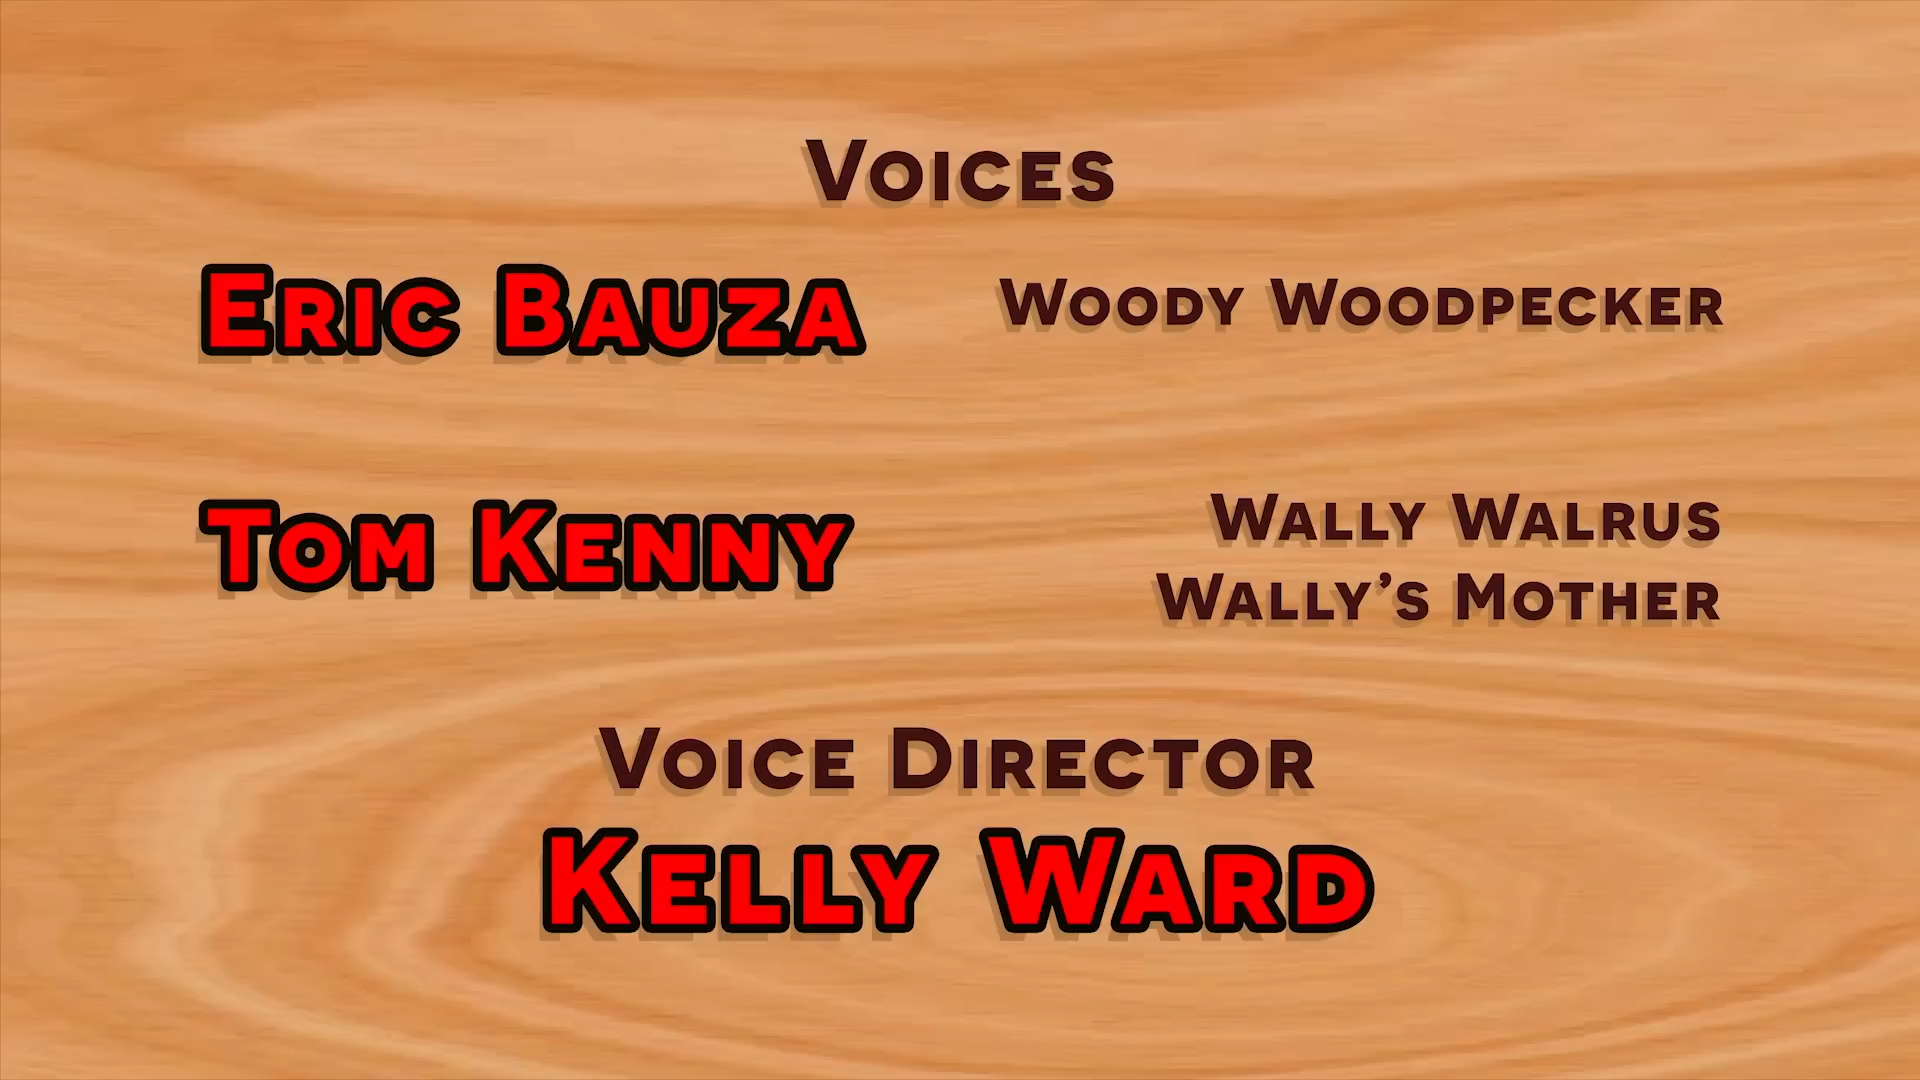 Voices
Eric Bauza Woody Woodpecker
Tom Kenny Wally Walrus
Wally's Mother
Voice Director
Kelly Ward